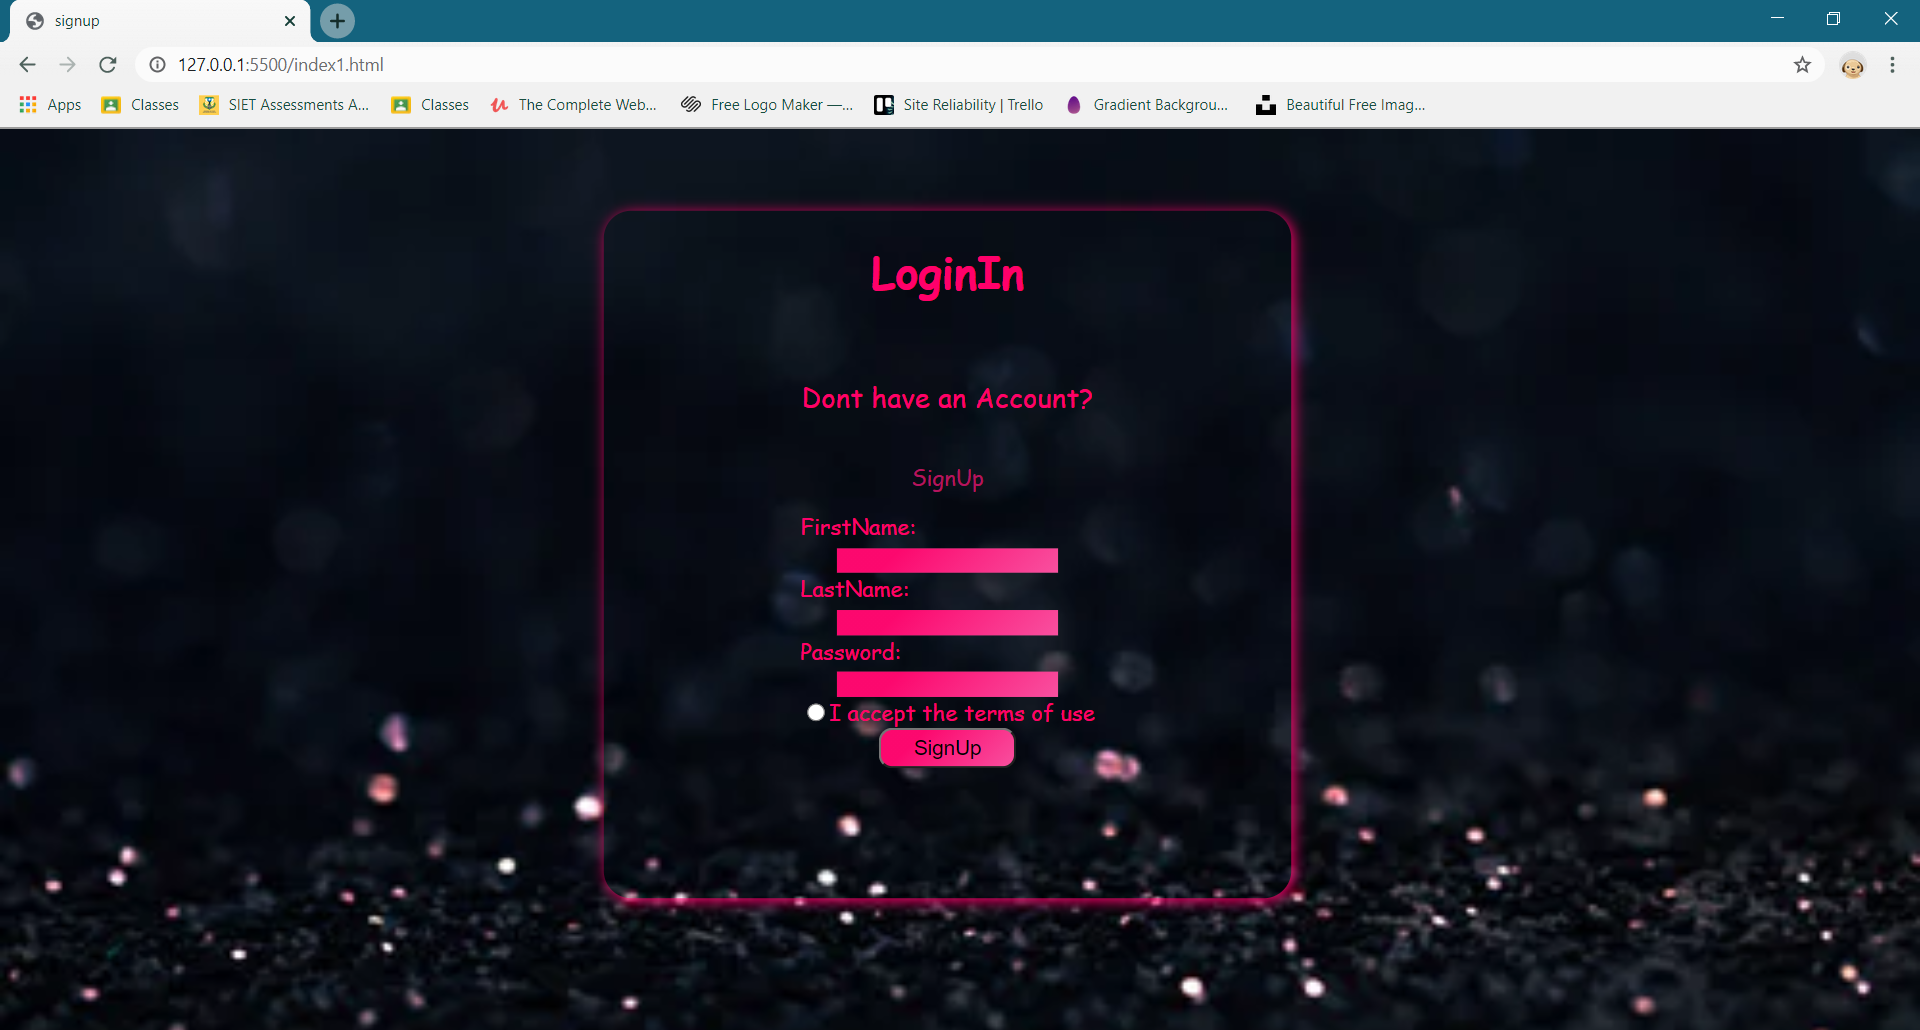 signup
127.0.0.1:5500/index1.html
Apps Classes SIET Assessments A... Classes The Complete Web... Free Logo Maker —... Site Reliability | Trello Gradient Backgrou... Beautiful Free Imag...
LoginIn
Dont have an Account?
SignUp
FirstName:
LastName:
Password:
I accept the terms of use
SignUp